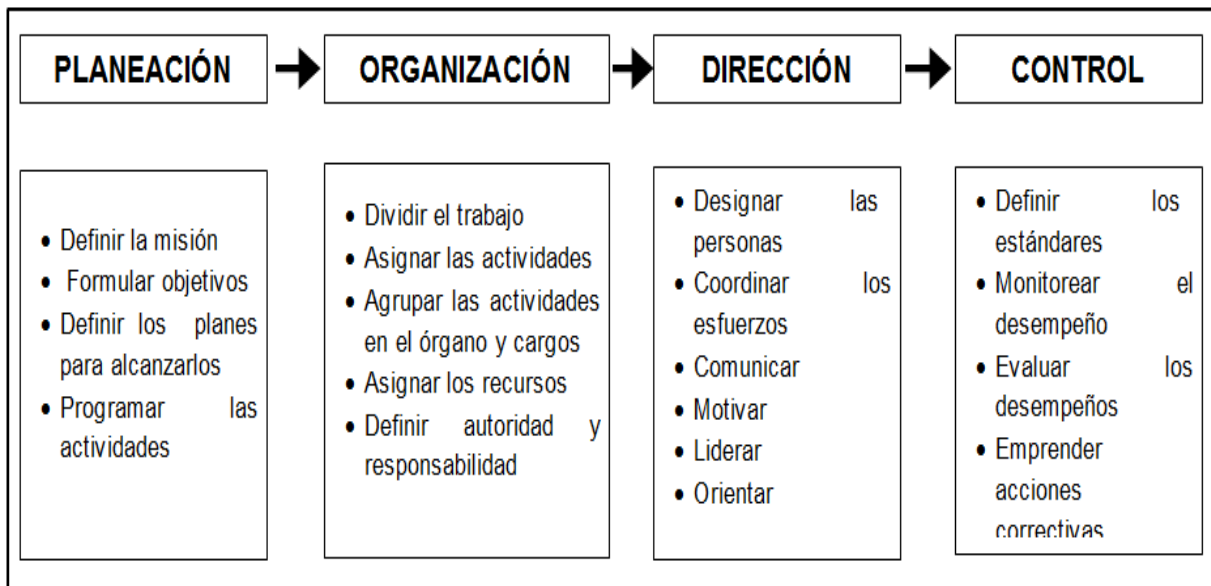 PLANEACIÓN
ORGANIZACIÓN
DIRECCIÓN
CONTROL
• Definir la misión
• Formular objetivos
• Definir los planes
para alcanzarlos
• Programar las
actividades
• Dividir el trabajo
• Asignar las actividades
• Agrupar las actividades
en el órgano y cargos
• Asignar los recursos
• Definir autoridad y
responsabilidad
• Designar las
personas
• Coordinar los
esfuerzos
• Comunicar
• Motivar
• Liderar
• Orientar
• Definir los
estándares
• Monitorear el
desempeño
• Evaluar los
desempeños
• Emprender
acciones
correctivas